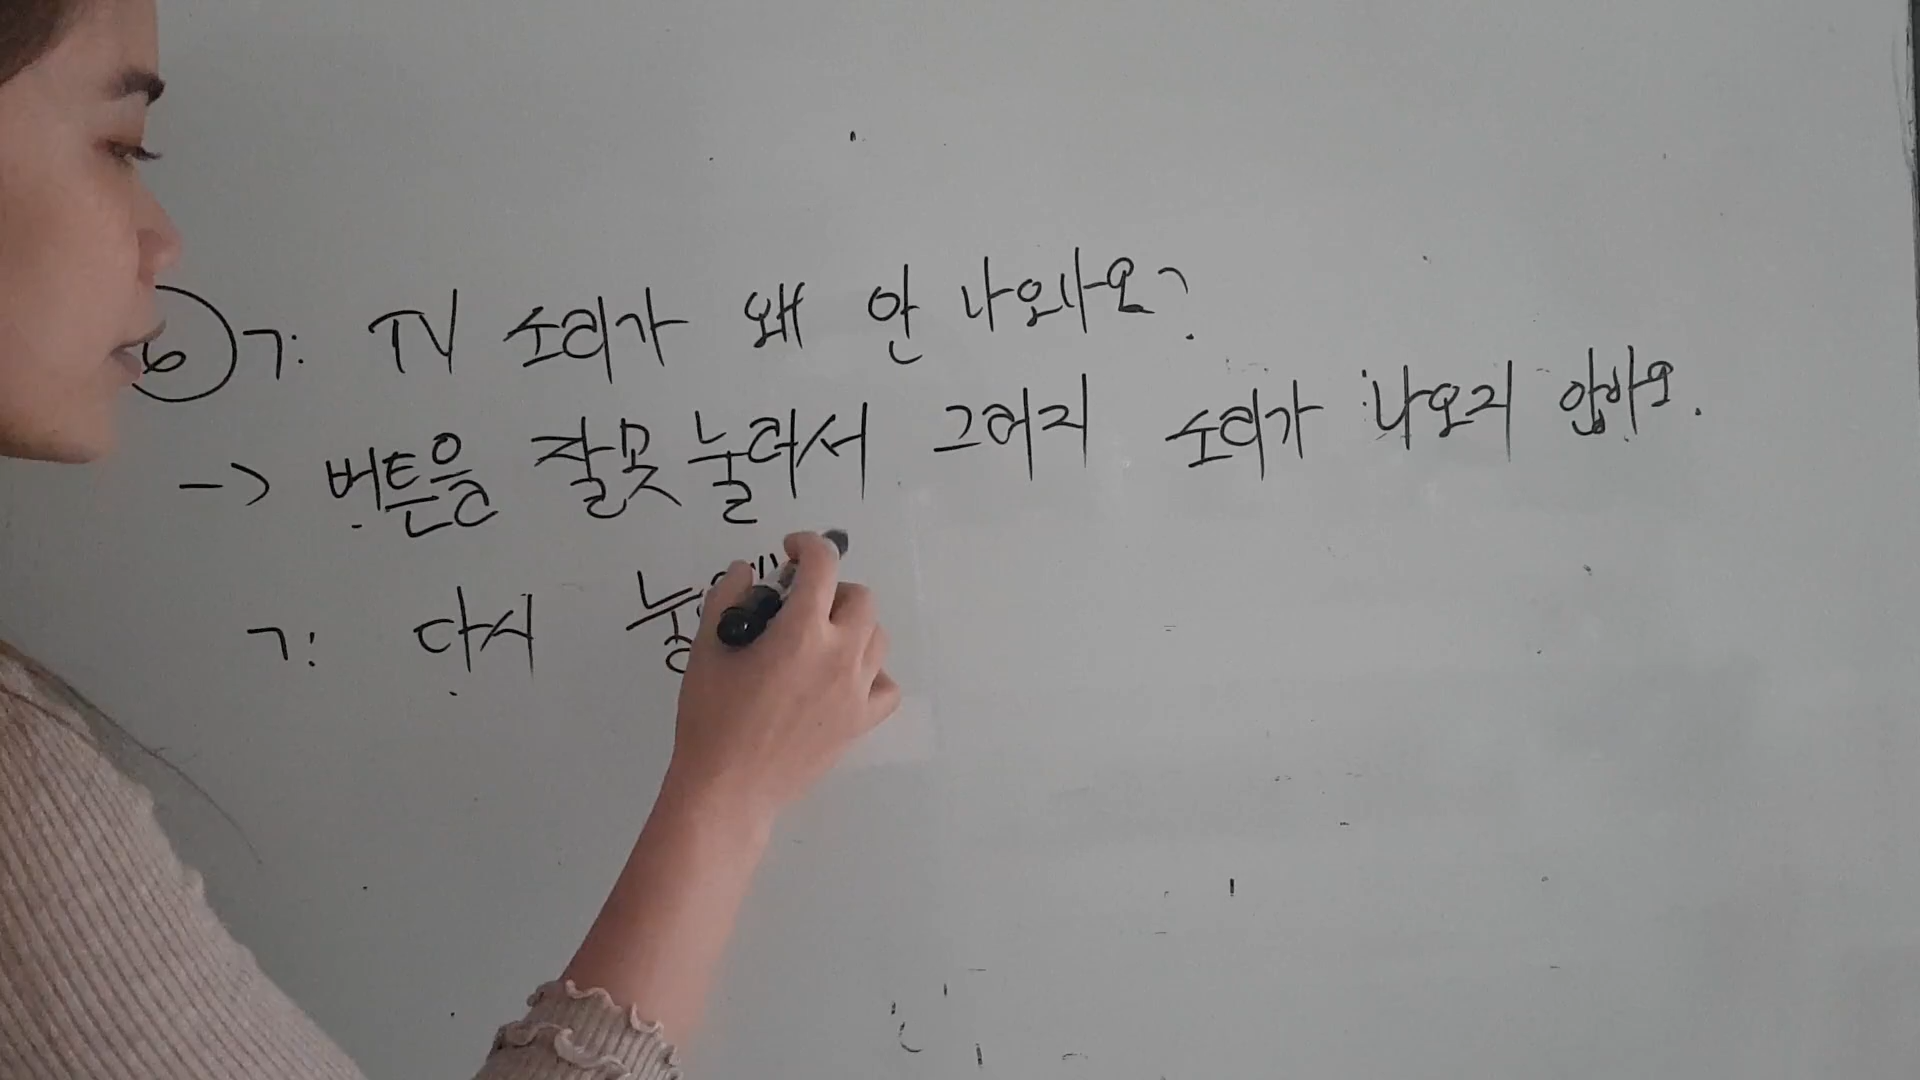 6 ㄱ: TV 소리가 왜 안 나와요?
-> 버튼을 잘못 눌러서 그러지 소리가 나오지 않아요.
ㄱ: 다시